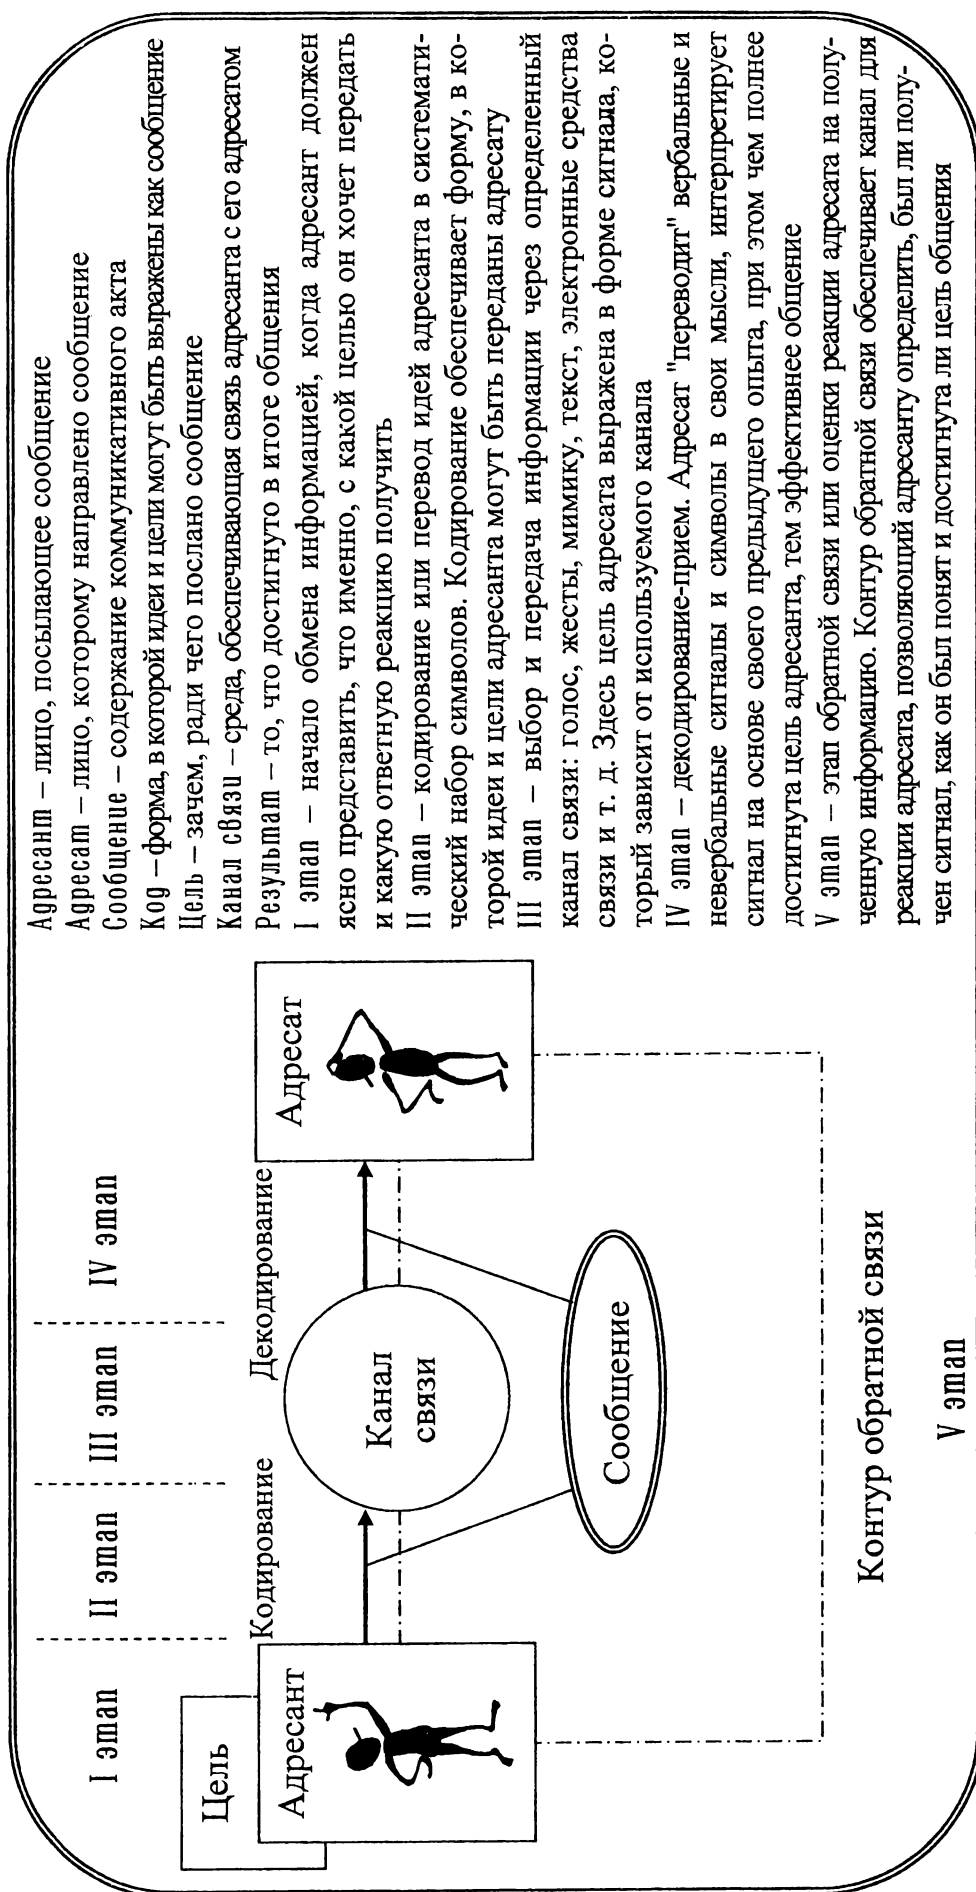 I этап
II этап
III этап
IV этап
Цель
Адресант
Кодирование
Канал
связи
Декодирование
Адресат
Сообщение
Контур обратной связи
V этап
Адресант – лицо, посылающее сообщение
Адресат – лицо, которому направлено сообщение
Сообщение – содержание коммуникативного акта
Код – форма, в которой идеи и цели могут быть выражены как сообщение
Цель – зачем, ради чего послано сообщение
Канал связи – среда, обеспечивающая связь адресанта с его адресатом
Результат – то, что достигнуто в итоге общения
I этап – начало обмена информацией, когда адресант должен
ясно представить, что именно, с какой целью он хочет передать
и какую ответную реакцию получить
II этап – кодирование или перевод идей адресанта в системати-
ческий набор символов. Кодирование обеспечивает форму, в ко-
торой идеи и цели адресанта могут быть переданы адресату
III этап – выбор и передача информации через определенный
канал связи: голос, жесты, мимику, текст, электронные средства
связи и т. д. Здесь цель адресата выражена в форме сигнала, ко-
торый зависит от используемого канала
IV этап – декодирование-прием. Адресат "переводит" вербальные и
невербальные сигналы и символы в свои мысли, интерпретирует
сигнал на основе своего предыдущего опыта, при этом чем полнее
достигнута цель адресанта, тем эффективнее общение
V этап – этап обратной связи или оценки реакции адресата на полу-
ченную информацию. Контур обратной связи обеспечивает канал для
реакции адресата, позволяющий адресанту определить, был ли полу-
чен сигнал, как он был понят и достигнута ли цель общения